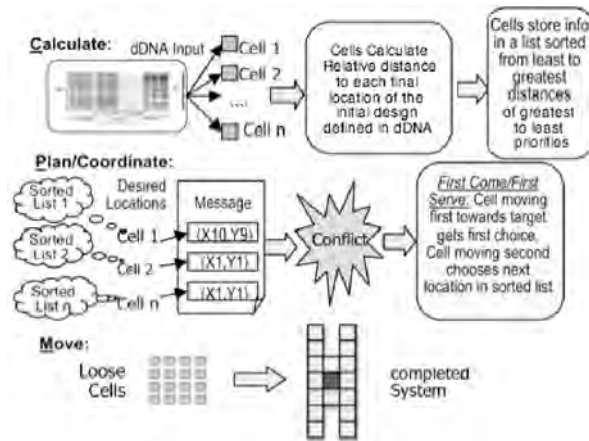 Calculate:
dDNA Input
Cell 1
Cell 2
....
Cell n
Cells Calculate
Relative distance
to each final
location of the
initial design
defined in dDNA
Cells store info
in a list sorted
from least to
greatest
distances
of greatest
to least
priorities
Plan/Coordinate:
Sorted
List 1
Sorted
List 2
Sorted
List n
Desired
Locations
Cell 1
Cell 2
Cell n
Message
(X10,Y9)
(X1,Y1)
(X1,Y1)
Conflict
First Come/First
Serve: Cell moving
first towards target
gets first choice,
Cell moving second
chooses next
location in sorted list
Move:
Loose
Cells
completed
System